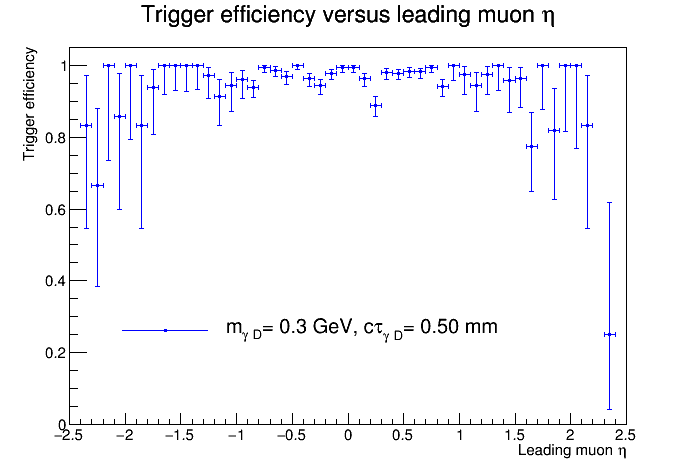 Trigger efficiency versus leading muon η
Trigger efficiency
1
0.8
0.6
0.4
0.2
0
m_γ D= 0.3 GeV, cτ_γ D= 0.50 mm
−2.5 −2 −1.5 −1 −0.5 0 0.5 1 1.5 2 2.5
Leading muon η